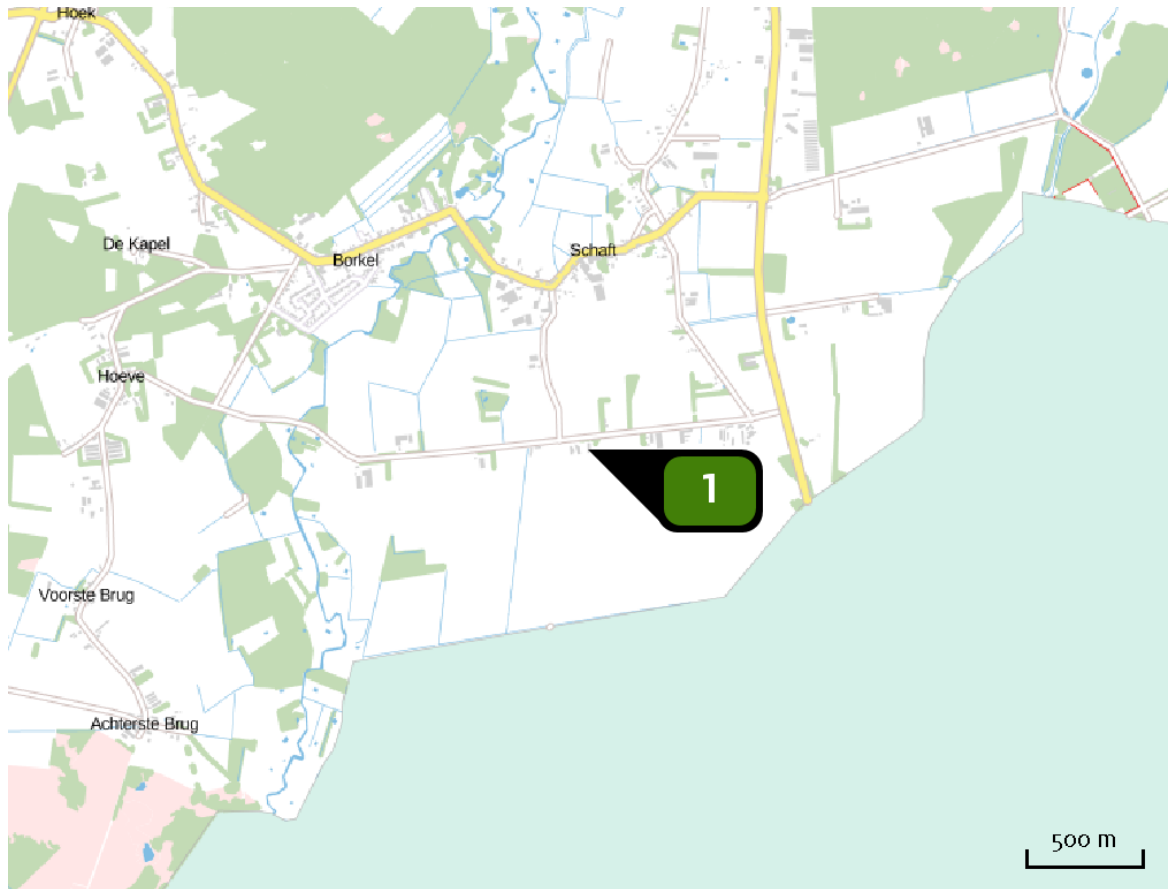 Hoek
De Kapel
Borkel
Schaft
Hoeve
1
Voorste Brug
Achterste Brug
500 m